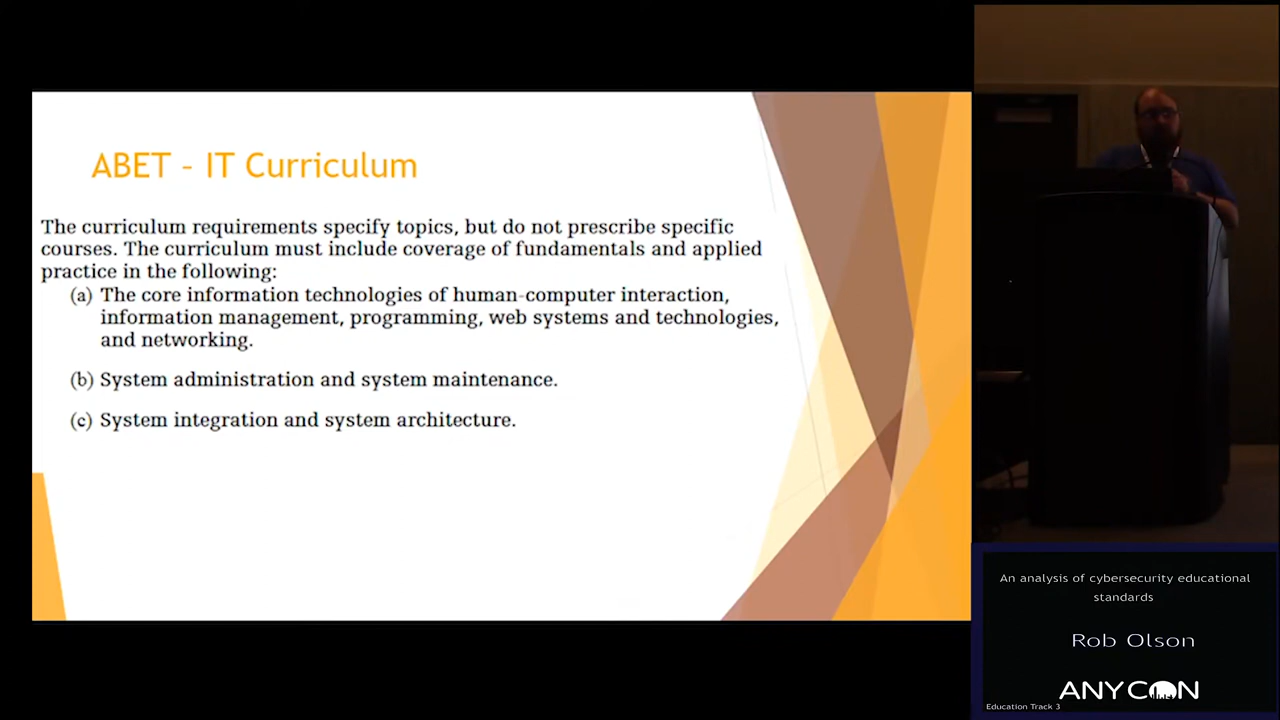 ABET – IT Curriculum
The curriculum requirements specify topics, but do not prescribe specific
courses. The curriculum must include coverage of fundamentals and applied
practice in the following:
(a) The core information technologies of human-computer interaction,
information management, programming, web systems and technologies,
and networking.
(b) System administration and system maintenance.
(c) System integration and system architecture.
An analysis of cybersecurity educational
standards
Rob Olson
ANYCON
Education Track 3